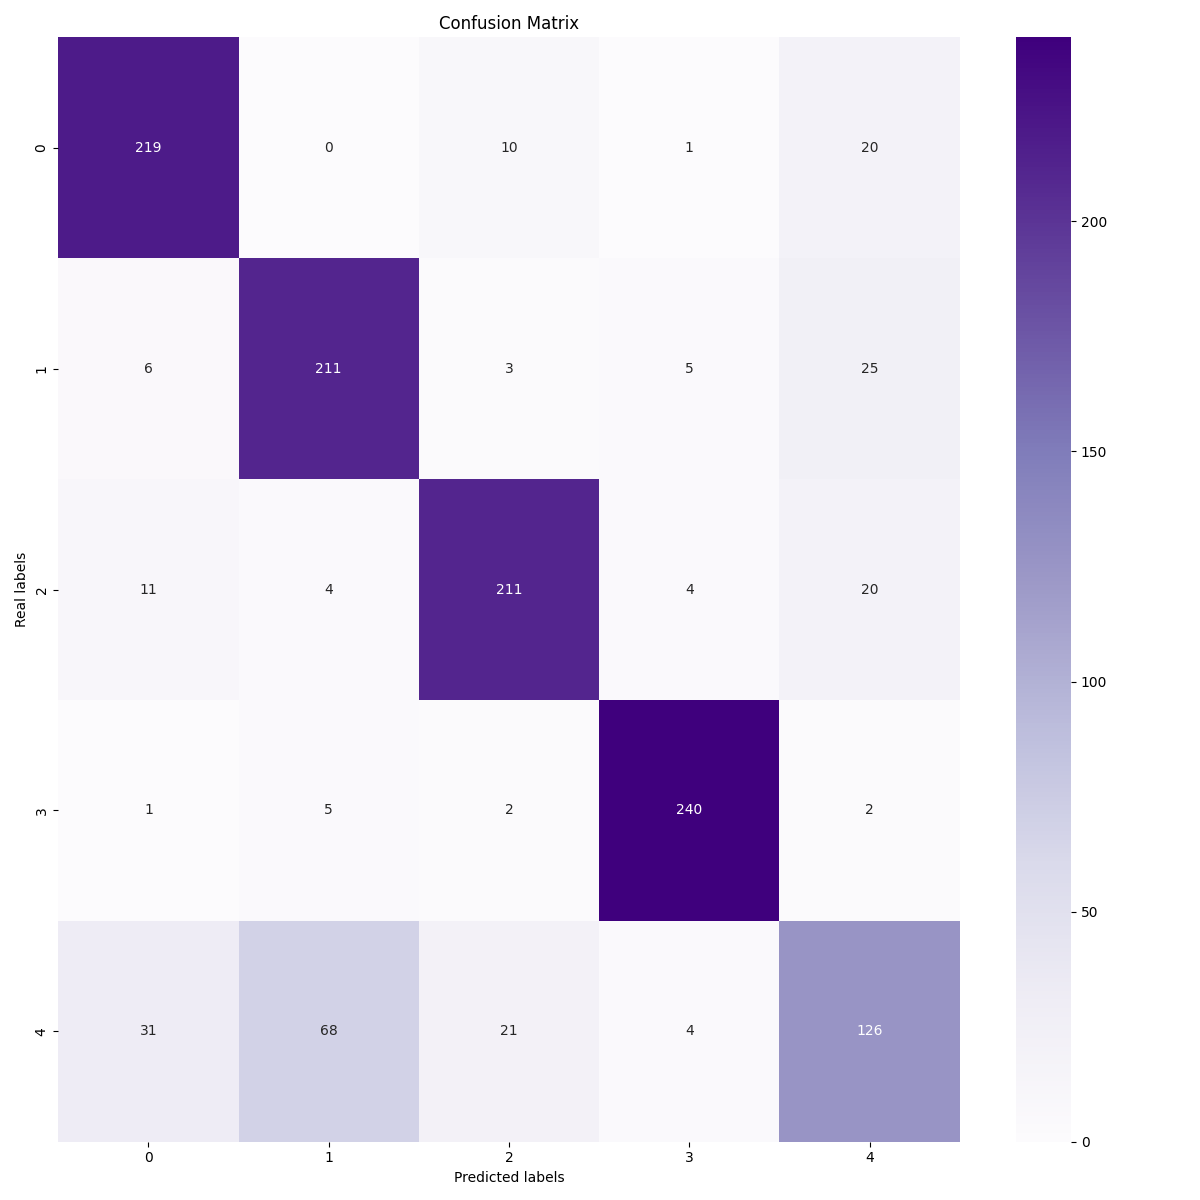 Confusion Matrix
0 219 0 10 1 20
1 6 211 3 5 25
2 11 4 211 4 20
3 1 5 2 240 2
4 31 68 21 4 126
0 1 2 3 4
Predicted labels
Real labels
200
150
100
50
0